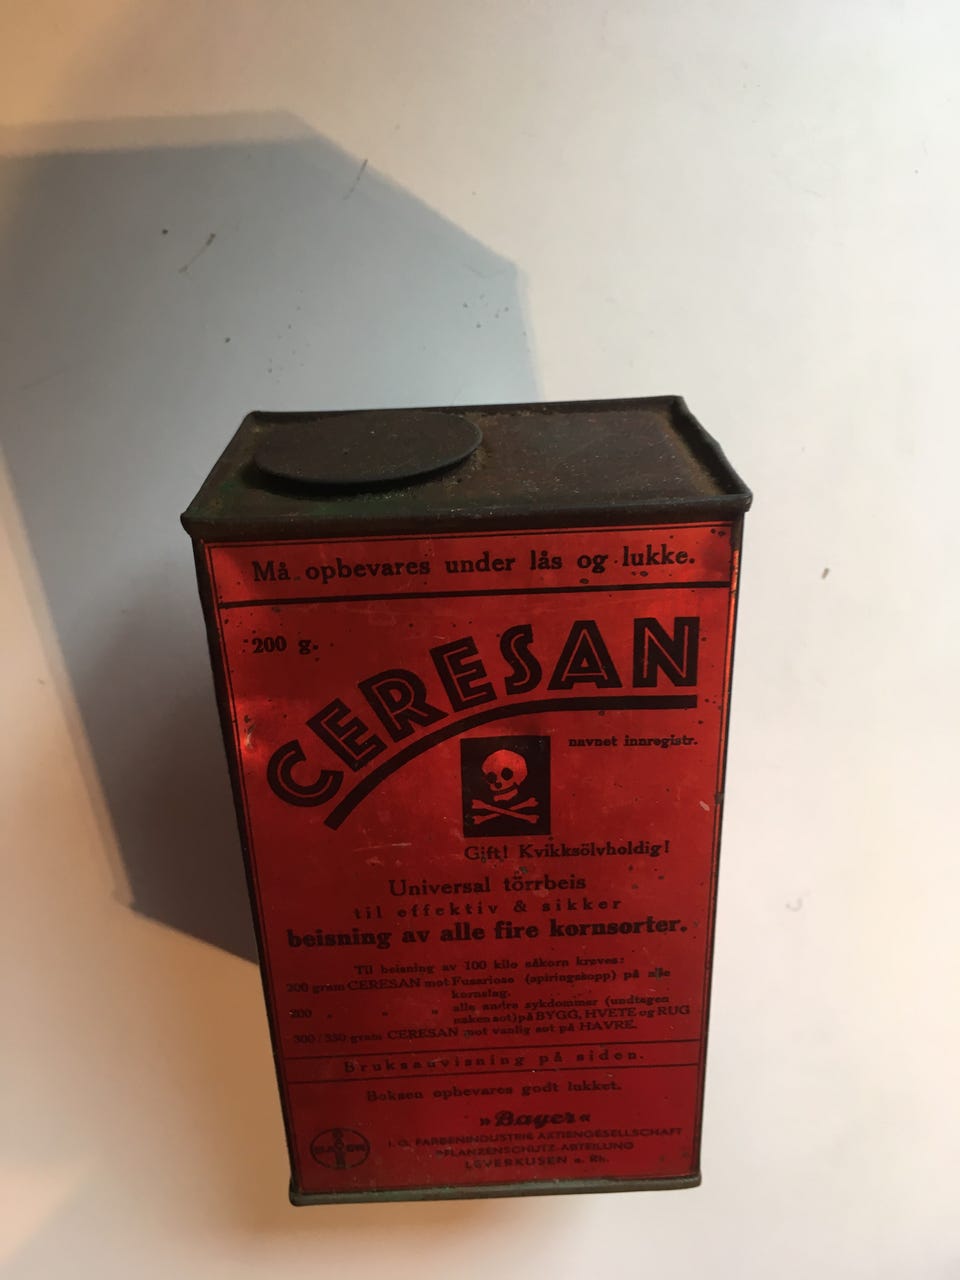 Må opbevares under lås og lukke.
200 g.
CERESAN
navnet innregistr.
Gift! Kvikksölvholdig!
Universal törrbeis
til effektiv & sikker
beisning av alle fire kornsorter.
Til beisning av 100 kilo såkorn kreves:
200 gram CERESAN mot Fusariose (spiringskopp) på alle
kornslag.
200 „ „ „ alle andre sykdommer (undtagen
naken sot) på BYGG, HVETE og RUG
300/350 gram CERESAN mot vanlig sot på HAVRE.
Bruksanvisning på siden.
Boksen opbevares godt lukket.
»Bayer«
I. G. FARBENINDUSTRIE AKTIENGESELLSCHAFT
PFLANZENSCHUTZ-ABTEILUNG
LEVERKUSEN a. Rh.
BAYER